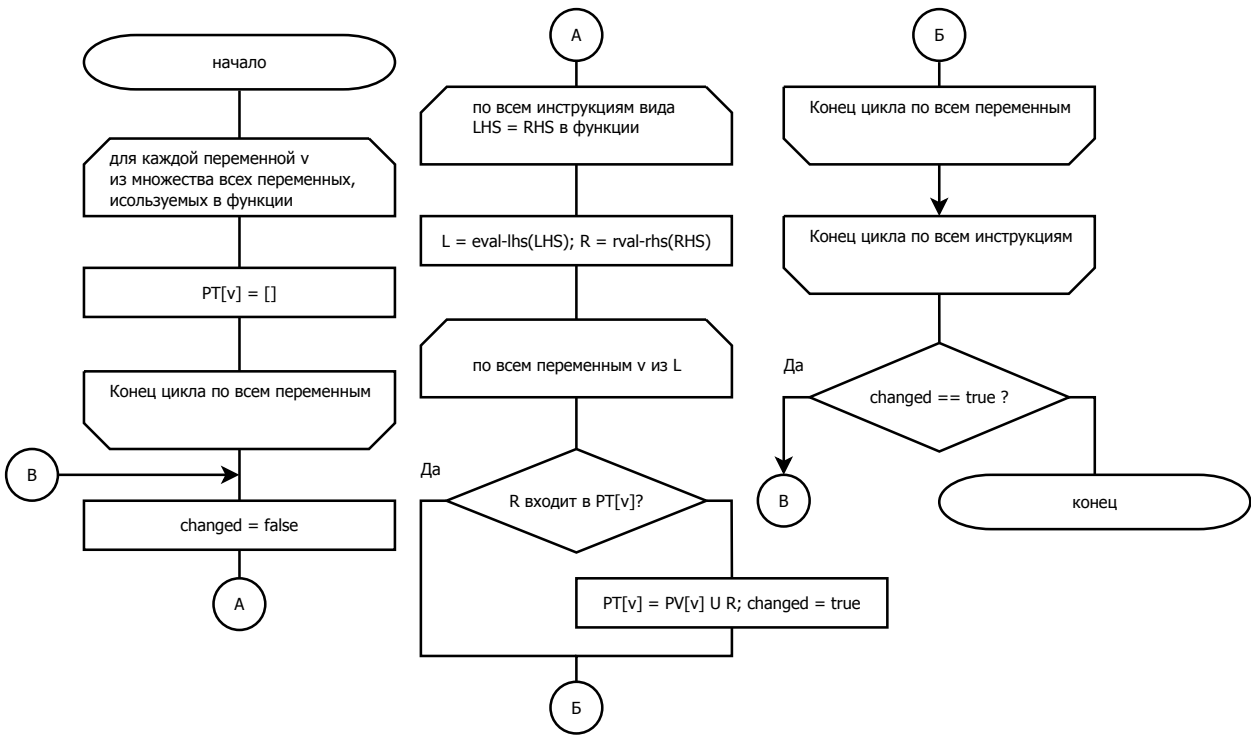 начало
для каждой переменной v
из множества всех переменных,
исользуемых в функции
PT[v] = []
Конец цикла по всем переменным
В
changed = false
А
А
по всем инструкциям вида
LHS = RHS в функции
L = eval-lhs(LHS); R = rval-rhs(RHS)
по всем переменным v из L
Да
R входит в PT[v]?
PT[v] = PV[v] U R; changed = true
Б
Б
Конец цикла по всем переменным
Конец цикла по всем инструкциям
Да
changed == true ?
В
конец